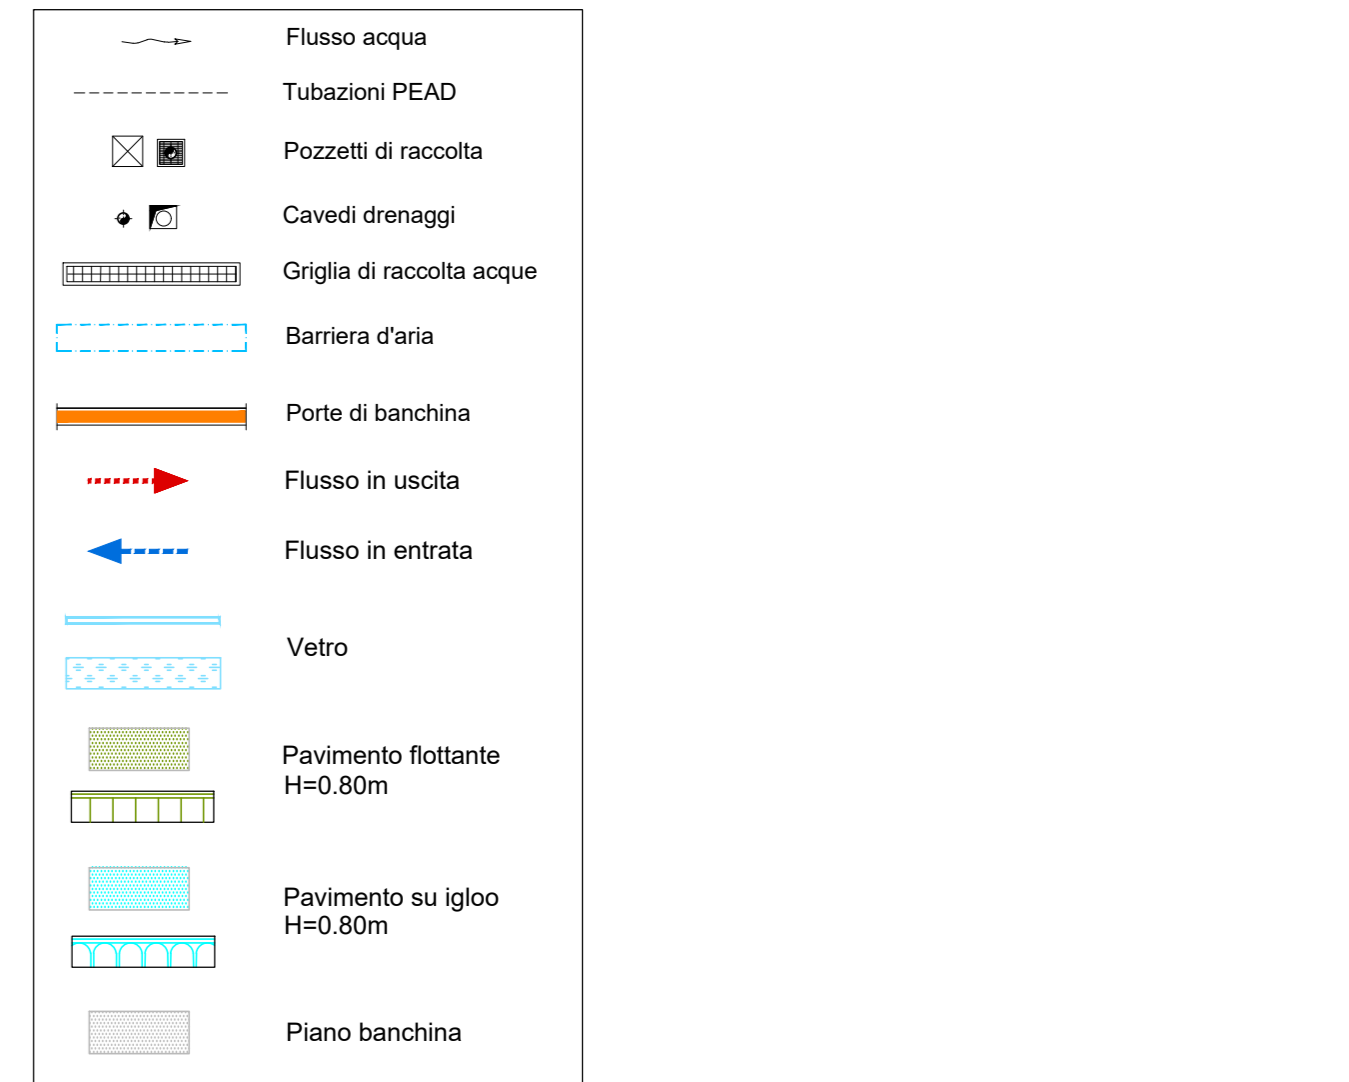 Flusso acqua
Tubazioni PEAD
Pozzetti di raccolta
Cavedi drenaggi
Griglia di raccolta acque
Barriera d'aria
Porte di banchina
Flusso in uscita
Flusso in entrata
Vetro
Pavimento flottante
H=0.80m
Pavimento su igloo
H=0.80m
Piano banchina